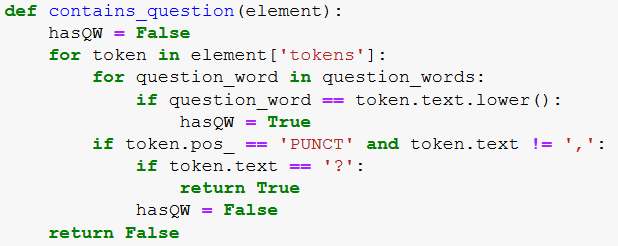 def contains_question(element):
    hasQW = False
    for token in element['tokens']:
        for question_word in question_words:
            if question_word == token.text.lower():
                hasQW = True
        if token.pos_ == 'PUNCT' and token.text != ',':
            if token.text == '?':
                return True
            hasQW = False
    return False